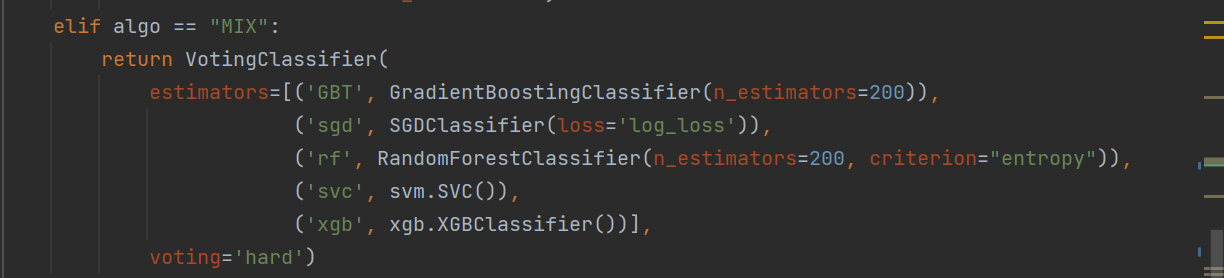 elif algo == "MIX":
return VotingClassifier(
estimators=[('GBT', GradientBoostingClassifier(n_estimators=200)),
('sgd', SGDClassifier(loss='log_loss')),
('rf', RandomForestClassifier(n_estimators=200, criterion="entropy")),
('svc', svm.SVC()),
('xgb', xgb.XGBClassifier())],
voting='hard')